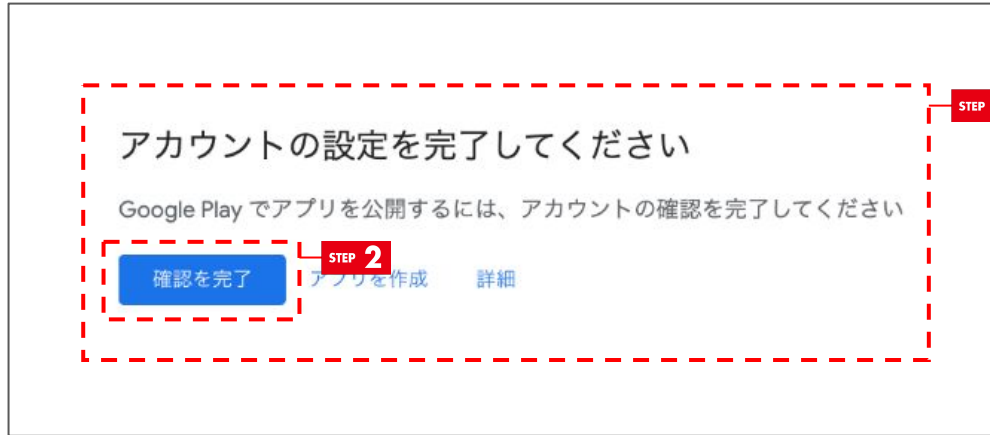 STEP
アカウントの設定を完了してください
Google Play でアプリを公開するには、アカウントの確認を完了してください
STEP 2
確認を完了 アプリを作成 詳細